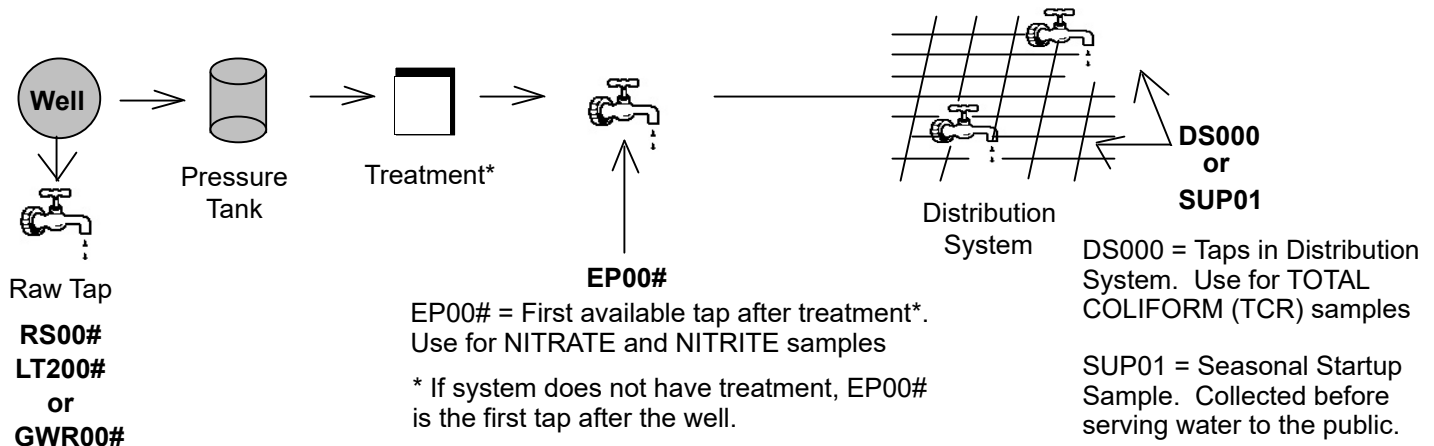 Well
Pressure
Tank
Treatment*
Raw Tap
RS00#
LT200#
or
GWR00#
EP00#
EP00# = First available tap after treatment*.
Use for NITRATE and NITRITE samples
* If system does not have treatment, EP00#
is the first tap after the well.
Distribution
System
DS000
or
SUP01
DS000 = Taps in Distribution
System. Use for TOTAL
COLIFORM (TCR) samples
SUP01 = Seasonal Startup
Sample. Collected before
serving water to the public.